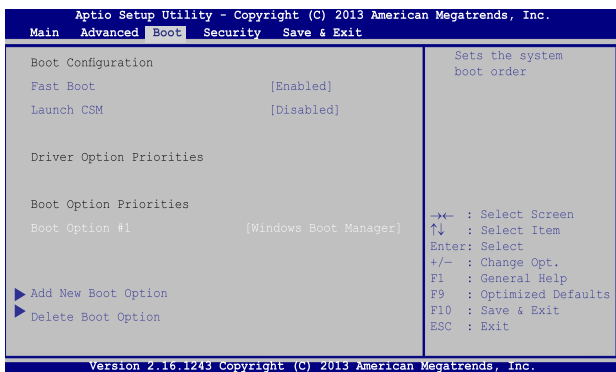 Aptio Setup Utility - Copyright (C) 2013 American Megatrends, Inc.
Main Advanced Boot Security Save & Exit
Boot Configuration
Fast Boot [Enabled]
Launch CSM [Disabled]
Driver Option Priorities
Boot Option Priorities
Boot Option #1 [Windows Boot Manager]
Add New Boot Option
Delete Boot Option
Sets the system
boot order
→← : Select Screen
↑↓ : Select Item
Enter: Select
+/— : Change Opt.
F1 : General Help
F9 : Optimized Defaults
F10 : Save & Exit
ESC : Exit
Version 2.16.1243 Copyright (C) 2013 American Megatrends, Inc.